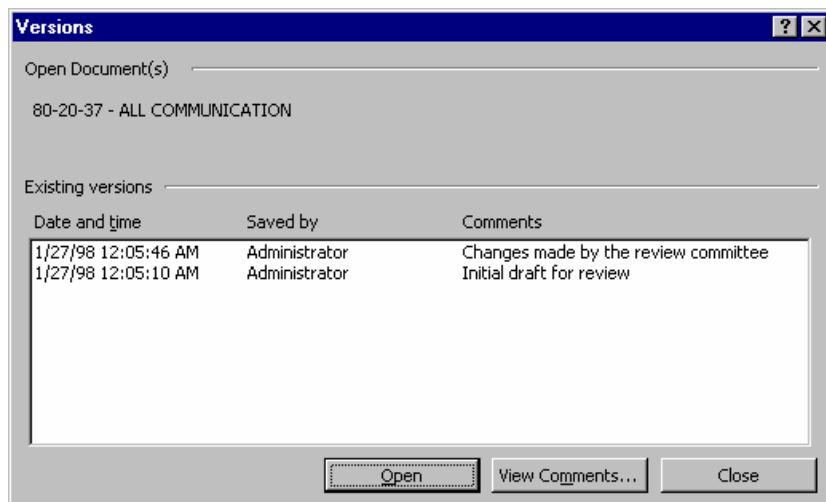 Versions
Open Document(s)
80-20-37 - ALL COMMUNICATION
Existing versions
Date and time Saved by Comments
1/27/98 12:05:46 AM Administrator Changes made by the review committee
1/27/98 12:05:10 AM Administrator Initial draft for review
Open View Comments... Close